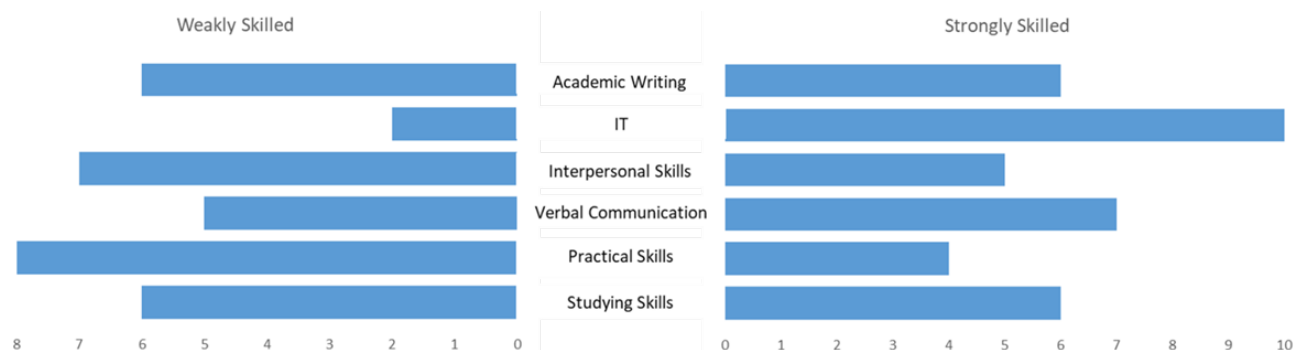 Weakly Skilled
Strongly Skilled
Academic Writing
IT
Interpersonal Skills
Verbal Communication
Practical Skills
Studying Skills
8 7 6 5 4 3 2 1 0
0 1 2 3 4 5 6 7 8 9 10